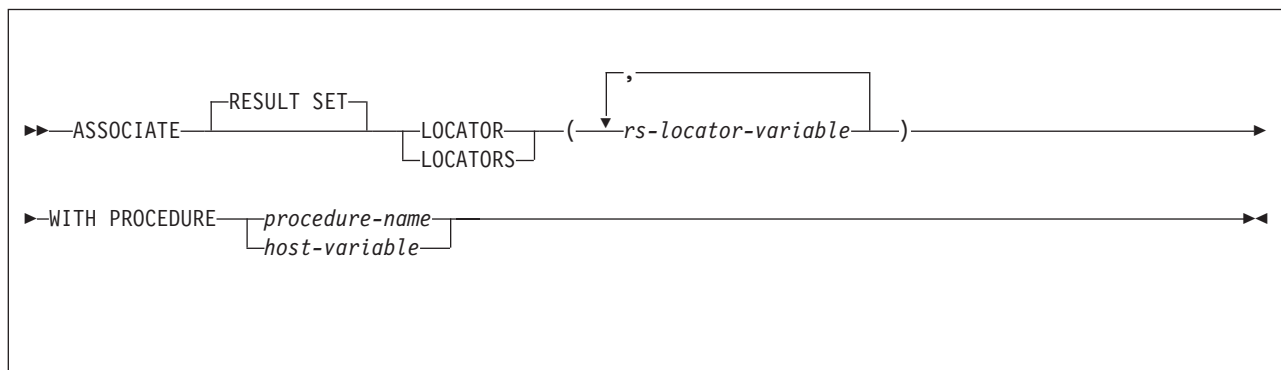 ,
RESULT SET
ASSOCIATE LOCATOR ( rs-locator-variable )
LOCATORS
WITH PROCEDURE procedure-name
host-variable